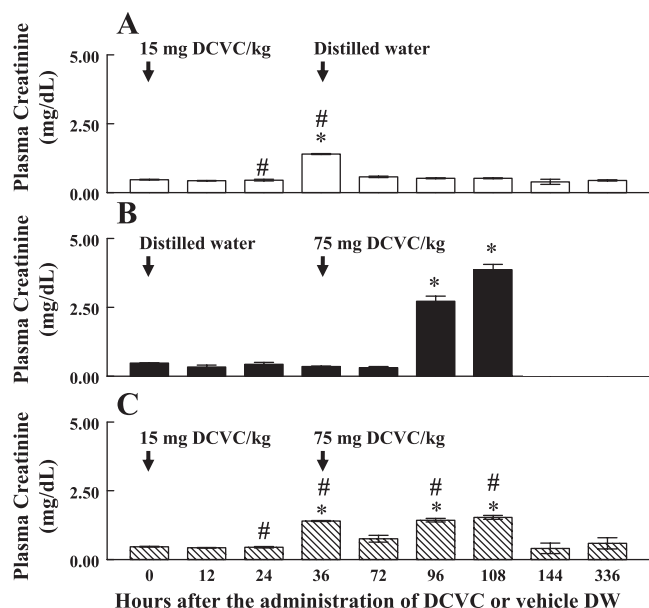 A
15 mg DCVC/kg Distilled water
Plasma Creatinine
(mg/dL)
5.00
2.50
0.00
#
#
*
B
Distilled water 75 mg DCVC/kg
Plasma Creatinine
(mg/dL)
5.00
2.50
0.00
*
*
C
15 mg DCVC/kg 75 mg DCVC/kg
Plasma Creatinine
(mg/dL)
5.00
2.50
0.00
#
# # #
* * *
0 12 24 36 72 96 108 144 336
Hours after the administration of DCVC or vehicle DW